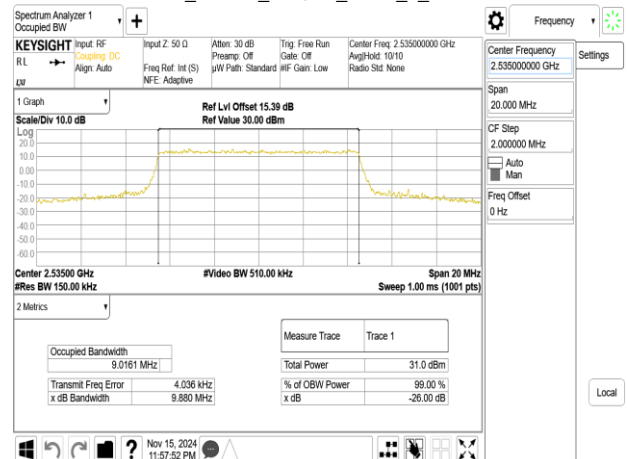 Spectrum Analyzer 1
Occupied BW
Frequency
KEYSIGHT Input: RF Input Z: 50 Ω Atten: 30 dB Trig: Free Run Center Freq: 2.535000000 GHz
RL Coupling: DC Preamp: Off Gate: Off Avg|Hold: 10/10
Align: Auto Freq Ref: Int (S) µW Path: Standard #IF Gain: Low Radio Std: None
NFE: Adaptive
Center Frequency
2.535000000 GHz
Settings
Span
20.000 MHz
CF Step
2.000000 MHz
Auto
Man
Freq Offset
0 Hz
Local
1 Graph
Ref Lvl Offset 15.39 dB
Scale/Div 10.0 dB Ref Value 30.00 dBm
Log
20.0
10.0
0.00
-10.0
-20.0
-30.0
-40.0
-50.0
-60.0
Center 2.53500 GHz #Video BW 510.00 kHz Span 20 MHz
#Res BW 150.00 kHz Sweep 1.00 ms (1001 pts)
2 Metrics
Measure Trace Trace 1
Occupied Bandwidth
9.0161 MHz Total Power 31.0 dBm
Transmit Freq Error 4.036 kHz % of OBW Power 99.00 %
x dB Bandwidth 9.880 MHz x dB -26.00 dB
?
Nov 15, 2024
11:57:52 PM